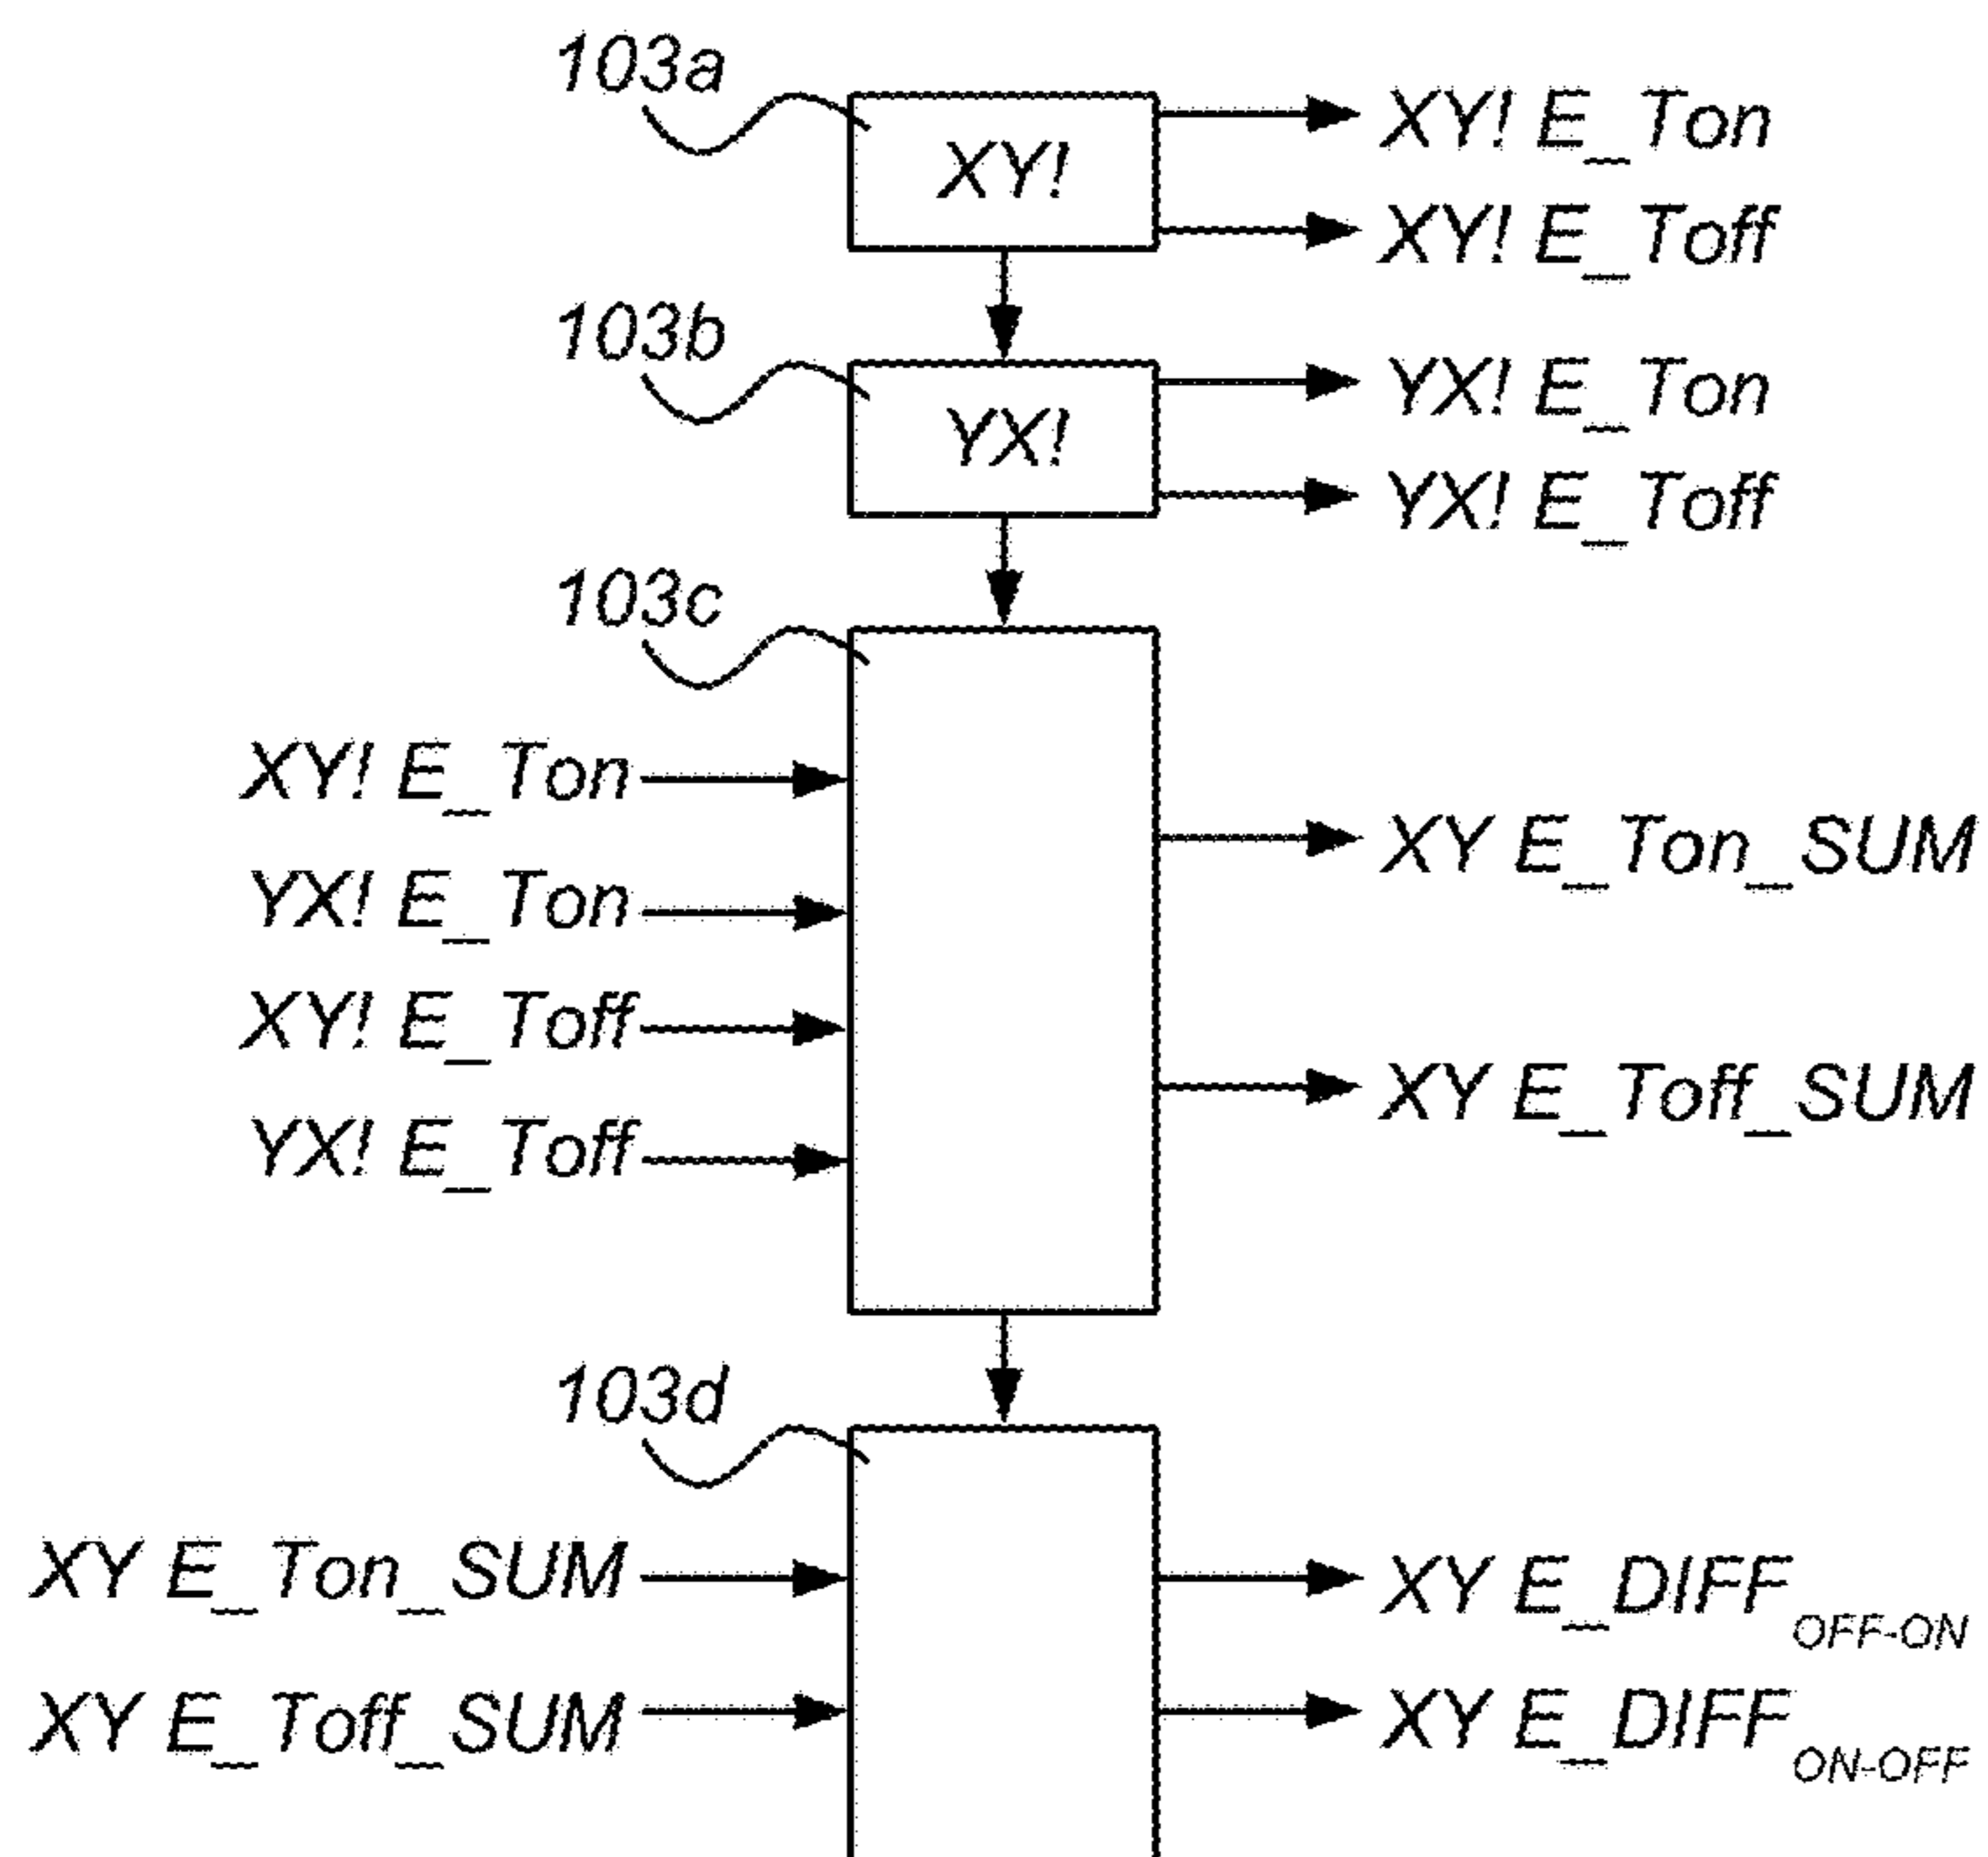 103a
XY!
XY! E_Ton
XY! E_Toff
103b
YX!
YX! E_Ton
YX! E_Toff
103c
XY! E_Ton
YX! E_Ton
XY! E_Toff
YX! E_Toff
XY E_Ton_SUM
XY E_Toff_SUM
103d
XY E_Ton_SUM
XY E_Toff_SUM
XY E_DIFF OFF-ON
XY E_DIFF ON-OFF